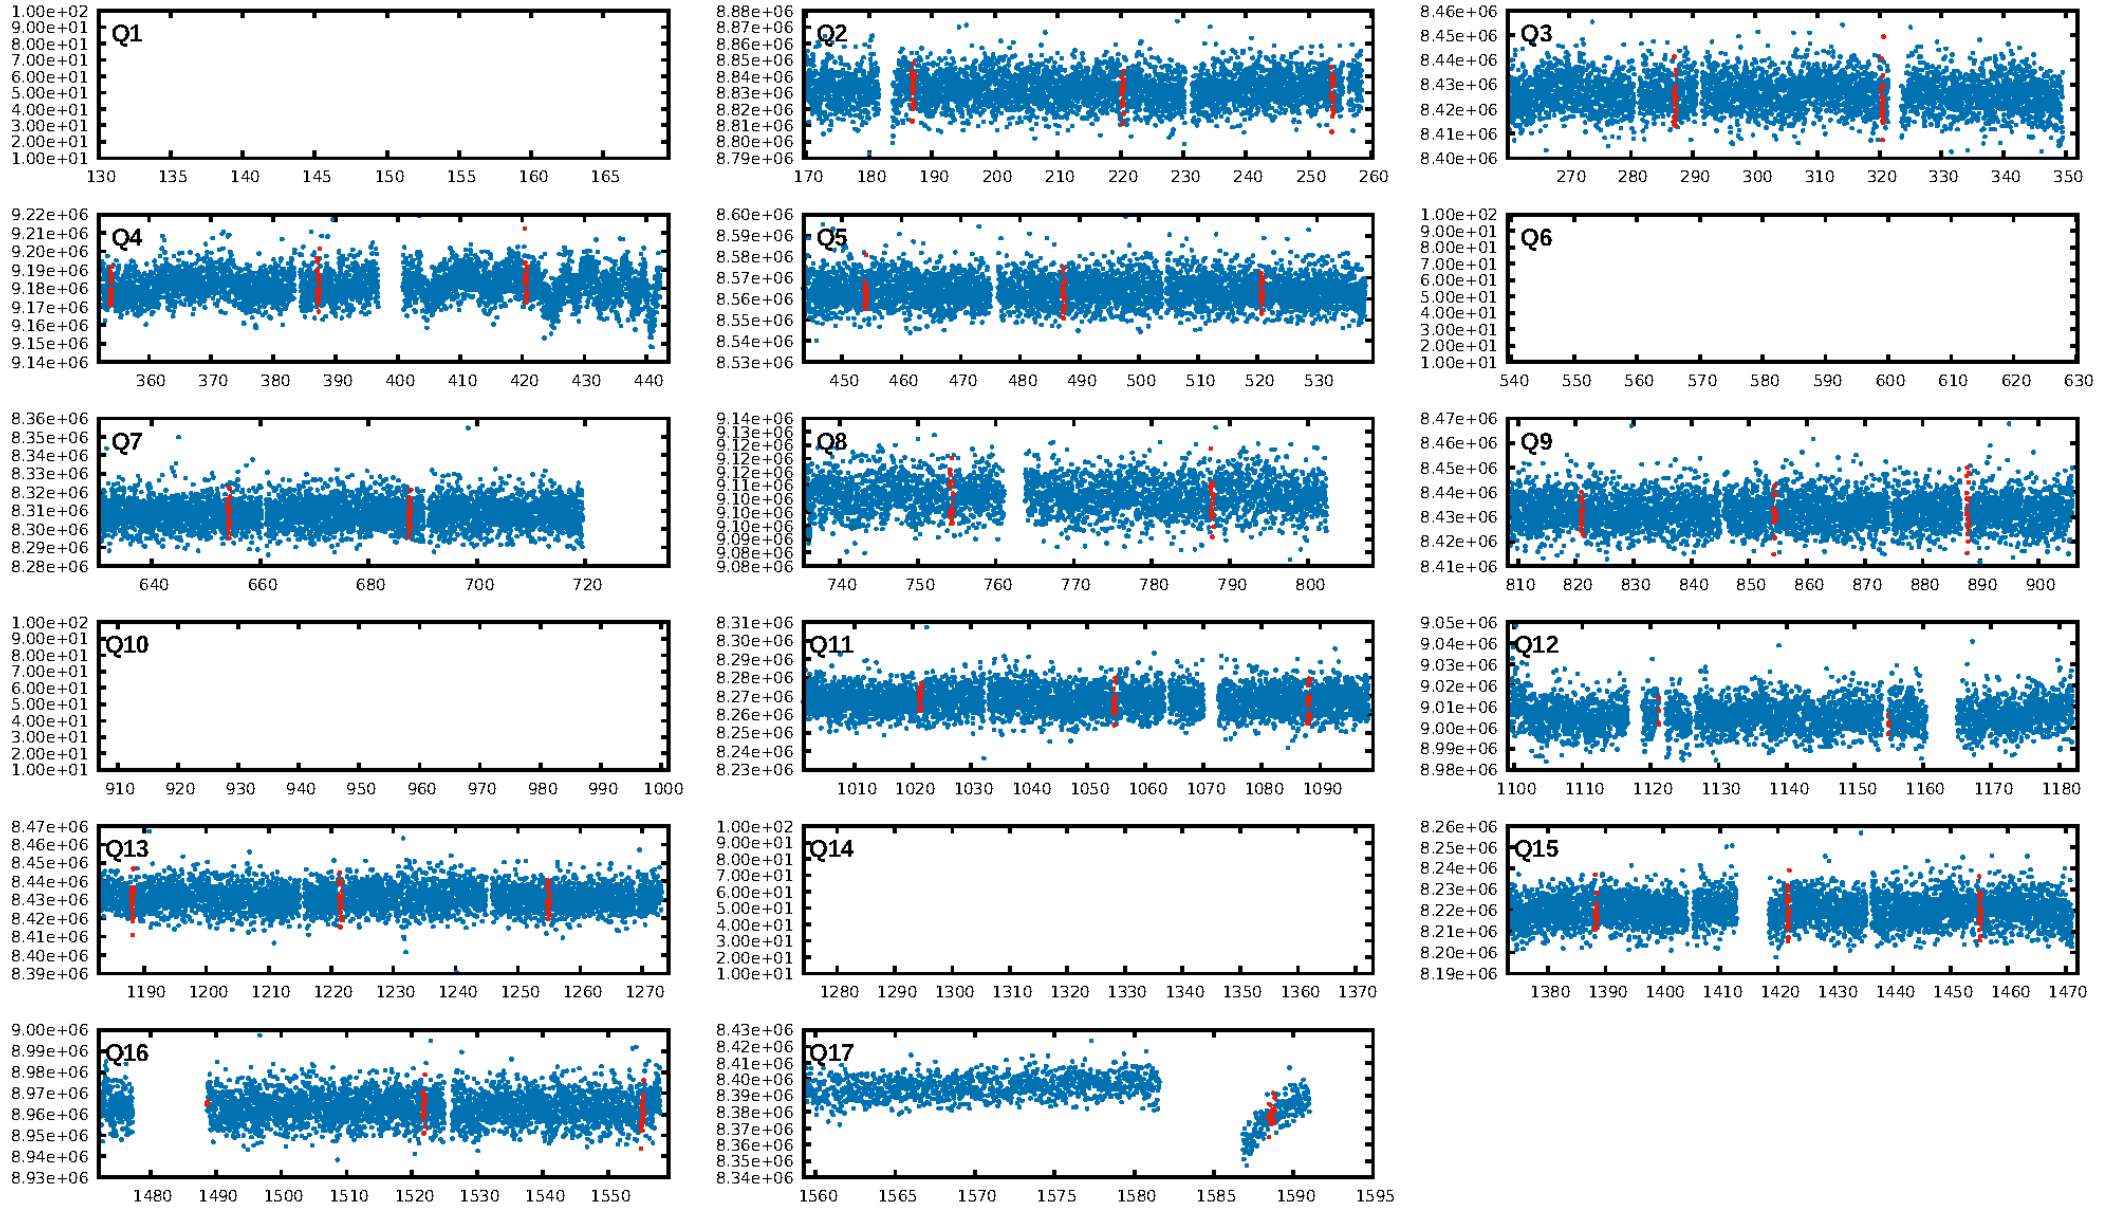 Q1
1.00e+02
9.00e+01
8.00e+01
7.00e+01
6.00e+01
5.00e+01
4.00e+01
3.00e+01
2.00e+01
1.00e+01
130 135 140 145 150 155 160 165
Q2
8.88e+06
8.87e+06
8.86e+06
8.85e+06
8.84e+06
8.83e+06
8.82e+06
8.81e+06
8.80e+06
8.79e+06
170 180 190 200 210 220 230 240 250 260
Q3
8.46e+06
8.45e+06
8.44e+06
8.43e+06
8.42e+06
8.41e+06
8.40e+06
270 280 290 300 310 320 330 340 350
Q4
9.22e+06
9.21e+06
9.20e+06
9.19e+06
9.18e+06
9.17e+06
9.16e+06
9.15e+06
9.14e+06
360 370 380 390 400 410 420 430 440
Q5
8.60e+06
8.59e+06
8.58e+06
8.57e+06
8.56e+06
8.55e+06
8.53e+06
8.53e+06
450 460 470 480 490 500 510 520 530
Q6
1.00e+02
9.00e+01
8.00e+01
7.00e+01
6.00e+01
5.00e+01
4.00e+01
3.00e+01
2.00e+01
1.00e+01
540 550 560 570 580 590 600 610 620 630
Q7
8.36e+06
8.35e+06
8.34e+06
8.33e+06
8.32e+06
8.31e+06
8.30e+06
8.29e+06
8.28e+06
640 660 680 700 720
Q8
9.14e+06
9.13e+06
9.13e+06
9.12e+06
9.12e+06
9.11e+06
9.10e+06
9.10e+06
9.10e+06
9.09e+06
9.08e+06
9.08e+06
740 750 760 770 780 790 800
Q9
8.47e+06
8.46e+06
8.45e+06
8.44e+06
8.43e+06
8.42e+06
8.41e+06
810 820 830 840 850 860 870 880 890 900
Q10
1.00e+02
9.00e+01
8.00e+01
7.00e+01
6.00e+01
5.00e+01
4.00e+01
3.00e+01
2.00e+01
1.00e+01
910 920 930 940 950 960 970 980 990 1000
Q11
8.31e+06
8.30e+06
8.29e+06
8.28e+06
8.27e+06
8.26e+06
8.25e+06
8.24e+06
8.23e+06
1010 1020 1030 1040 1050 1060 1070 1080 1090
Q12
9.05e+06
9.04e+06
9.03e+06
9.02e+06
9.01e+06
9.00e+06
8.99e+06
8.98e+06
1100 1110 1120 1130 1140 1150 1160 1170 1180
Q13
8.47e+06
8.46e+06
8.45e+06
8.44e+06
8.43e+06
8.42e+06
8.41e+06
8.40e+06
8.39e+06
1190 1200 1210 1220 1230 1240 1250 1260 1270
Q14
1.00e+02
9.00e+01
8.00e+01
7.00e+01
6.00e+01
5.00e+01
4.00e+01
3.00e+01
2.00e+01
1.00e+01
1280 1290 1300 1310 1320 1330 1340 1350 1360 1370
Q15
8.26e+06
8.24e+06
8.23e+06
8.22e+06
8.21e+06
8.20e+06
8.19e+06
1380 1390 1400 1410 1420 1430 1440 1450 1460 1470
Q16
9.00e+06
8.99e+06
8.98e+06
8.97e+06
8.96e+06
8.95e+06
8.94e+06
8.93e+06
1480 1490 1500 1510 1520 1530 1540 1550
Q17
8.43e+06
8.42e+06
8.41e+06
8.40e+06
8.39e+06
8.38e+06
8.36e+06
8.36e+06
8.35e+06
8.34e+06
1560 1565 1570 1575 1580 1585 1590 1595